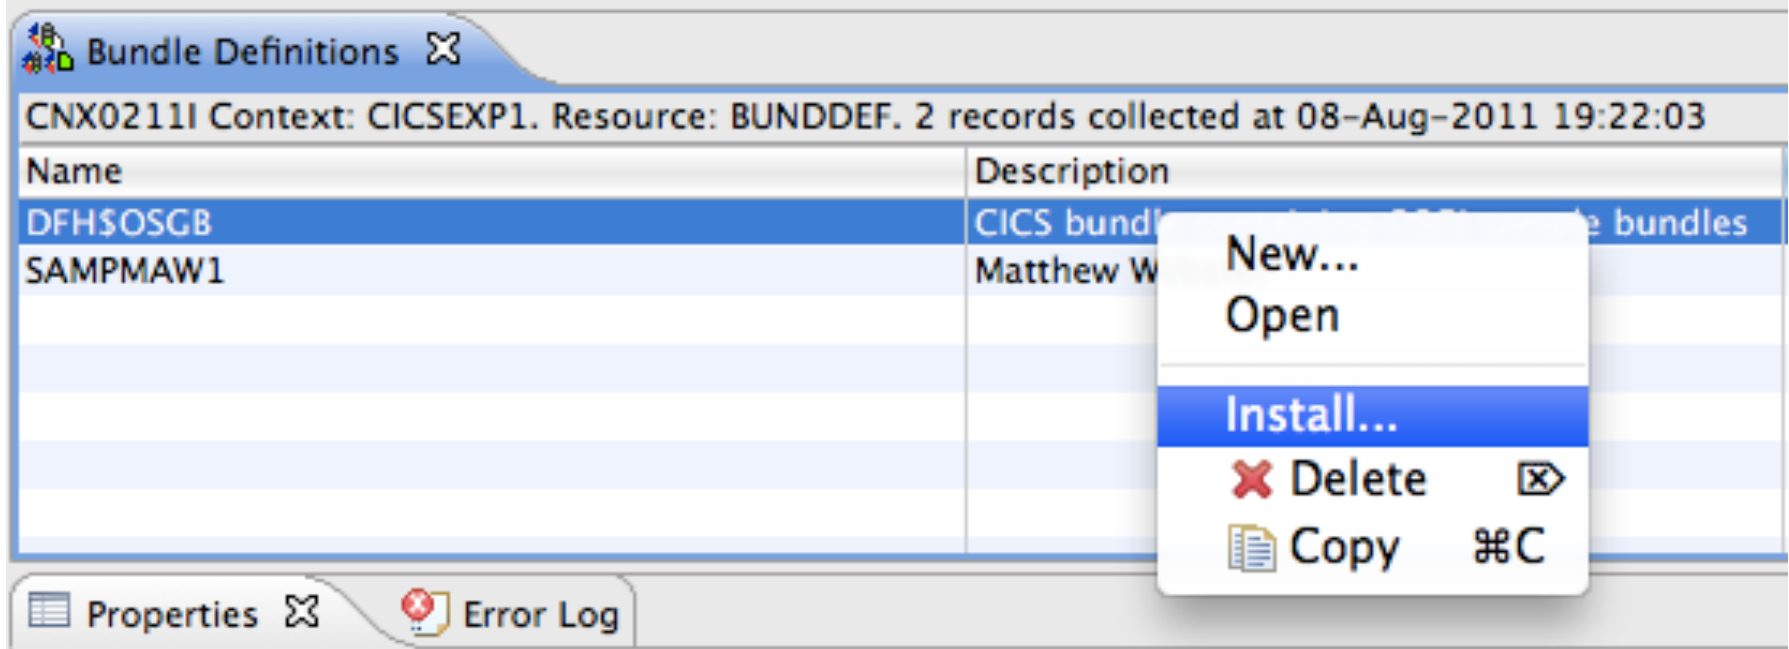 Bundle Definitions
CNX0211I Context: CICSEXP1. Resource: BUNDDEF. 2 records collected at 08-Aug-2011 19:22:03
Name Description
DFH$OSGB CICS bundle bundles
SAMPMAW1 Matthew
New...
Open
Install...
Delete
Copy ⌘C
Properties Error Log